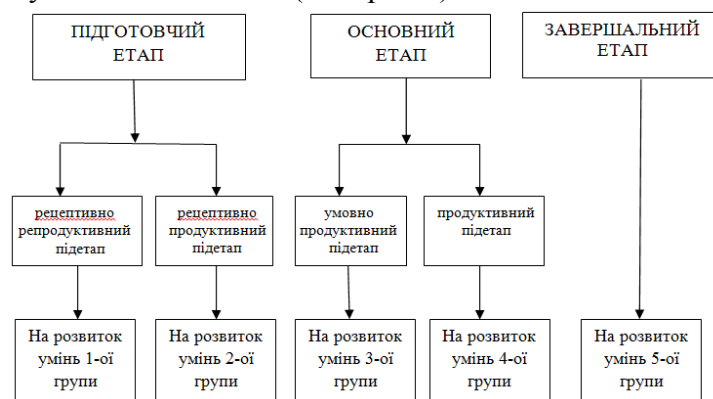 ПІДГОТОВЧИЙ
ЕТАП
ОСНОВНИЙ
ЕТАП
ЗАВЕРШАЛЬНИЙ
ЕТАП
рецептивно
репродуктивний
підетап
рецептивно
продуктивний
підетап
умовно
продуктивний
підетап
продуктивний
підетап
На розвиток
умінь 1-ої
групи
На розвиток
умінь 2-ої
групи
На розвиток
умінь 3-ої
групи
На розвиток
умінь 4-ої
групи
На розвиток
умінь 5-ої
групи